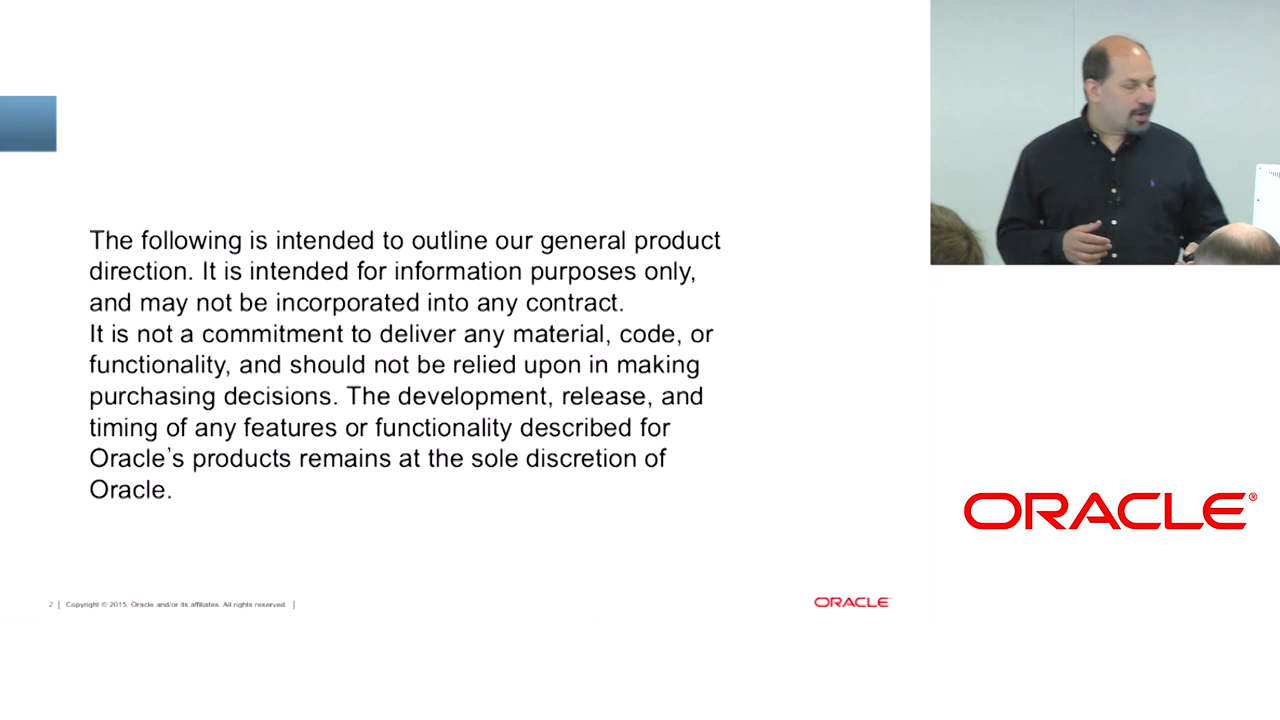 The following is intended to outline our general product
direction. It is intended for information purposes only,
and may not be incorporated into any contract.
It is not a commitment to deliver any material, code, or
functionality, and should not be relied upon in making
purchasing decisions. The development, release, and
timing of any features or functionality described for
Oracle’s products remains at the sole discretion of
Oracle.
ORACLE®
2 | Copyright © 2015, Oracle and/or its affiliates. All rights reserved. |
ORACLE